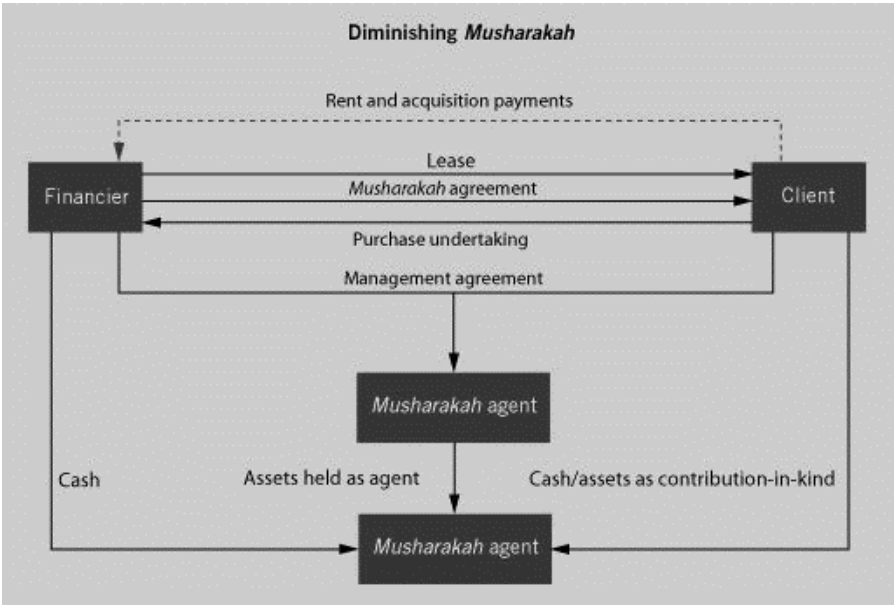 Diminishing Musharakah
Rent and acquisition payments
Lease
Financier
Musharakah agreement
Client
Purchase undertaking
Management agreement
Musharakah agent
Cash
Assets held as agent
Cash/assets as contribution-in-kind
Musharakah agent